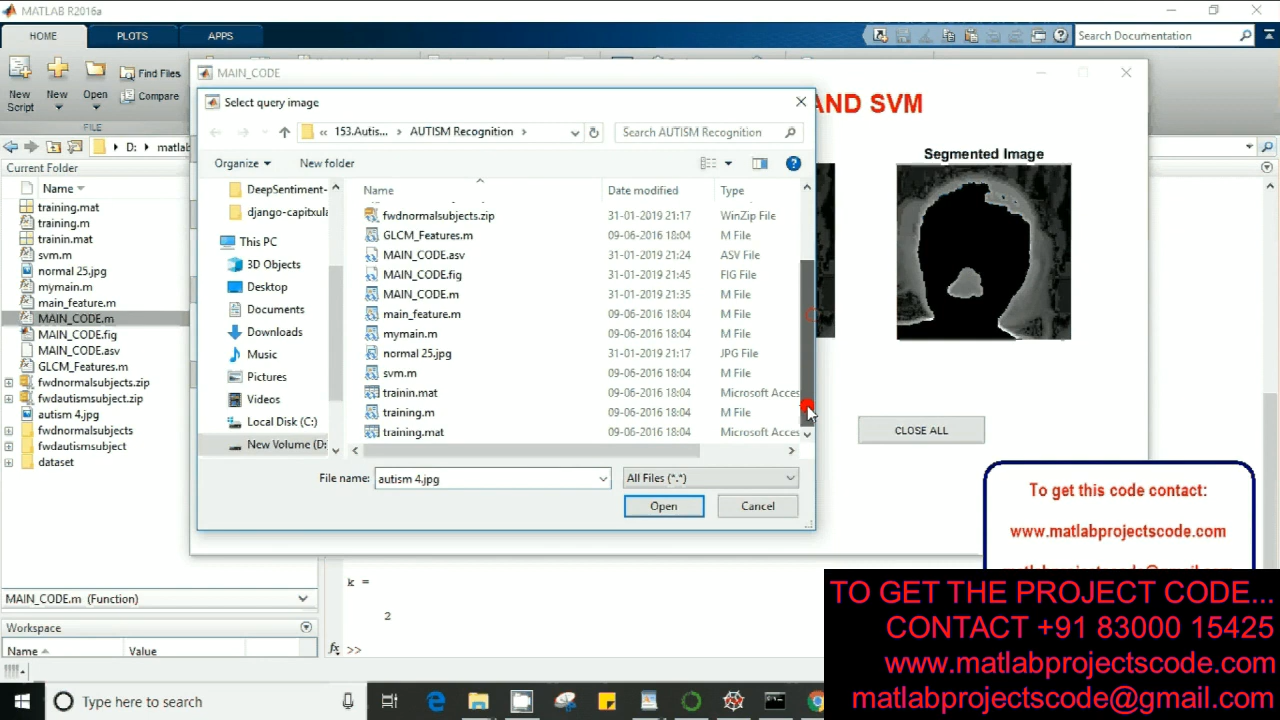 MATLAB R2016a
HOME PLOTS APPS
Search Documentation
New Script
New
Open
Find Files
Compare
FILE
D: matlab
Current Folder
Name
training.mat
training.m
trainin.mat
svm.m
normal 25.jpg
mymain.m
main_feature.m
MAIN_CODE.m
MAIN_CODE.fig
MAIN_CODE.asv
GLCM_Features.m
fwdnormalsubjects.zip
fwdautismsubject.zip
autism 4.jpg
fwdnormalsubjects
fwdautismsubject
dataset
MAIN_CODE.m (Function)
Workspace
Name Value
MAIN_CODE
AND SVM
Segmented Image
CLOSE ALL
Select query image
« 153.Autis... › AUTISM Recognition ›
Search AUTISM Recognition
Organize New folder
DeepSentiment-
django-capitxula
This PC
3D Objects
Desktop
Documents
Downloads
Music
Pictures
Videos
Local Disk (C:)
New Volume (D:
Name Date modified Type
fwdnormalsubjects.zip 31-01-2019 21:17 WinZip File
GLCM_Features.m 09-06-2016 18:04 M File
MAIN_CODE.asv 31-01-2019 21:24 ASV File
MAIN_CODE.fig 31-01-2019 21:45 FIG File
MAIN_CODE.m 31-01-2019 21:35 M File
main_feature.m 09-06-2016 18:04 M File
mymain.m 09-06-2016 18:04 M File
normal 25.jpg 31-01-2019 21:17 JPG File
svm.m 09-06-2016 18:04 M File
trainin.mat 09-06-2016 18:04 Microsoft Acces
training.m 09-06-2016 18:04 M File
training.mat 09-06-2016 18:04 Microsoft Acces
File name: autism 4.jpg All Files (*.*)
Open Cancel
k =
2
fx >>
To get this code contact:
www.matlabprojectscode.com
TO GET THE PROJECT CODE...
CONTACT +91 83000 15425
www.matlabprojectscode.com
matlabprojectscode@gmail.com
Type here to search